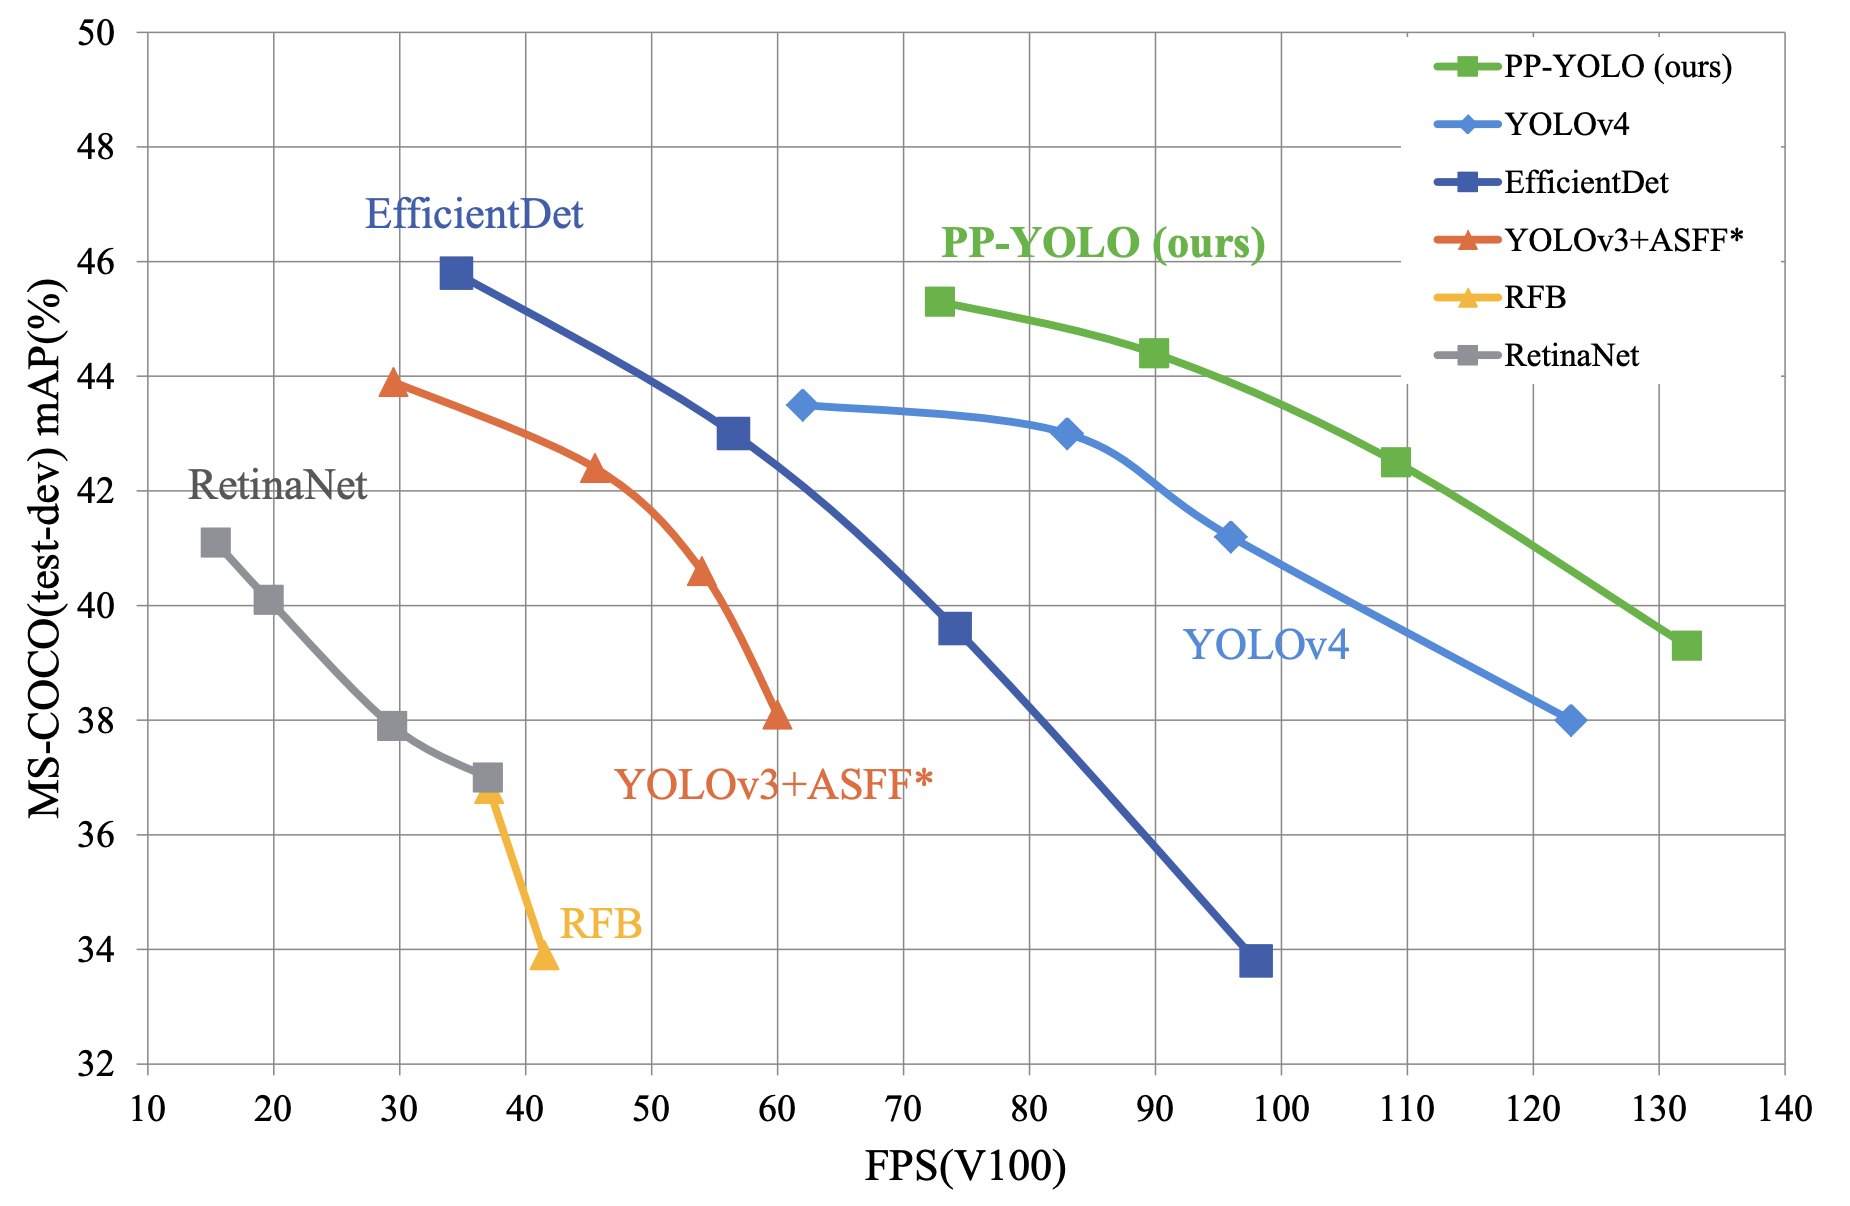 50
48
46
44
42
40
38
36
34
32
MS-COCO(test-dev) mAP(%)
10 20 30 40 50 60 70 80 90 100 110 120 130 140
FPS(V100)
EfficientDet
PP-YOLO (ours)
RetinaNet
YOLOv4
YOLOv3+ASFF*
RFB
PP-YOLO (ours)
YOLOv4
EfficientDet
YOLOv3+ASFF*
RFB
RetinaNet